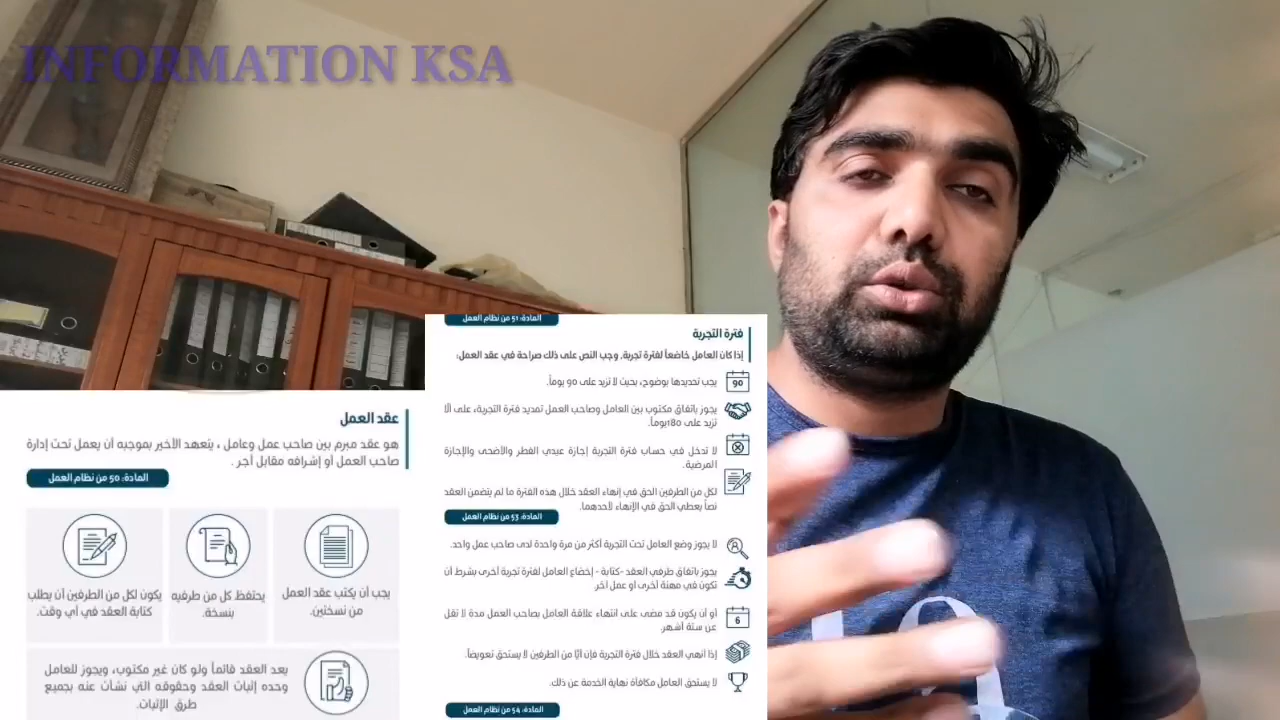 INFORMATION KSA
عقد العمل
هو عقد مبرم بين صاحب عمل وعامل ، يتعهد الأخير بموجبه أن يعمل تحت إدارة
صاحب العمل أو إشرافه مقابل أجر .
المادة: 50 من نظام العمل
يجب أن يكتب عقد العمل
من نسختين.
يحتفظ كل من طرفيه
بنسخة.
يكون لكل من الطرفين أن يطلب
كتابة العقد في أي وقت.
يعد العقد قائماً ولو كان غير مكتوب، ويجوز للعامل
وحده إثبات العقد وحقوقه التي نشأت عنه بجميع
طرق الإثبات.
المادة: 51 من نظام العمل
فترة التجربة
إذا كان العامل خاضعاً لفترة تجربة، وجب النص على ذلك صراحة في عقد العمل:
90
يجب تحديدها بوضوح، بحيث لا تزيد على 90 يوماً.
يجوز باتفاق مكتوب بين العامل وصاحب العمل تمديد فترة التجربة، على ألّا
تزيد على 180يوماً.
لا تدخل في حساب فترة التجربة إجازة عيدي الفطر والأضحى والإجازة
المرضية.
لكل من الطرفين الحق في إنهاء العقد خلال هذه الفترة ما لم يتضمن العقد
نصاً يعطي الحق في الإنهاء لأحدهما.
المادة: 53 من نظام العمل
لا يجوز وضع العامل تحت التجربة أكثر من مرة واحدة لدى صاحب عمل واحد.
يجوز باتفاق طرفي العقد -كتابة - إخضاع العامل لفترة تجربة أخرى بشرط أن
تكون في مهنة أخرى أو عمل آخر.
6
أو أن يكون قد مضى على انتهاء علاقة العامل بصاحب العمل مدة لا تقل
عن ستة أشهر.
إذا أنهي العقد خلال فترة التجربة فإن أيًا من الطرفين لا يستحق تعويضاً.
لا يستحق العامل مكافأة نهاية الخدمة عن ذلك.
المادة: 54 من نظام العمل